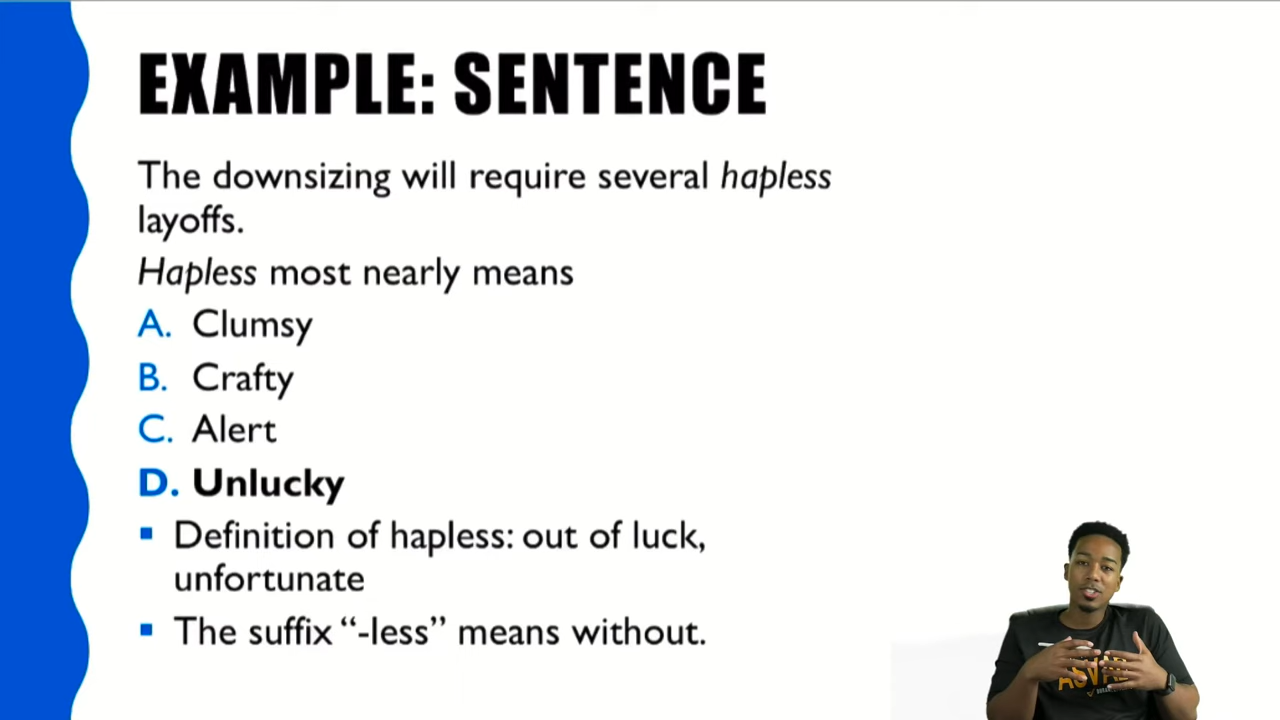 EXAMPLE: SENTENCE
The downsizing will require several hapless
layoffs.
Hapless most nearly means
A. Clumsy
B. Crafty
C. Alert
D. Unlucky
▪ Definition of hapless: out of luck,
unfortunate
▪ The suffix “-less” means without.